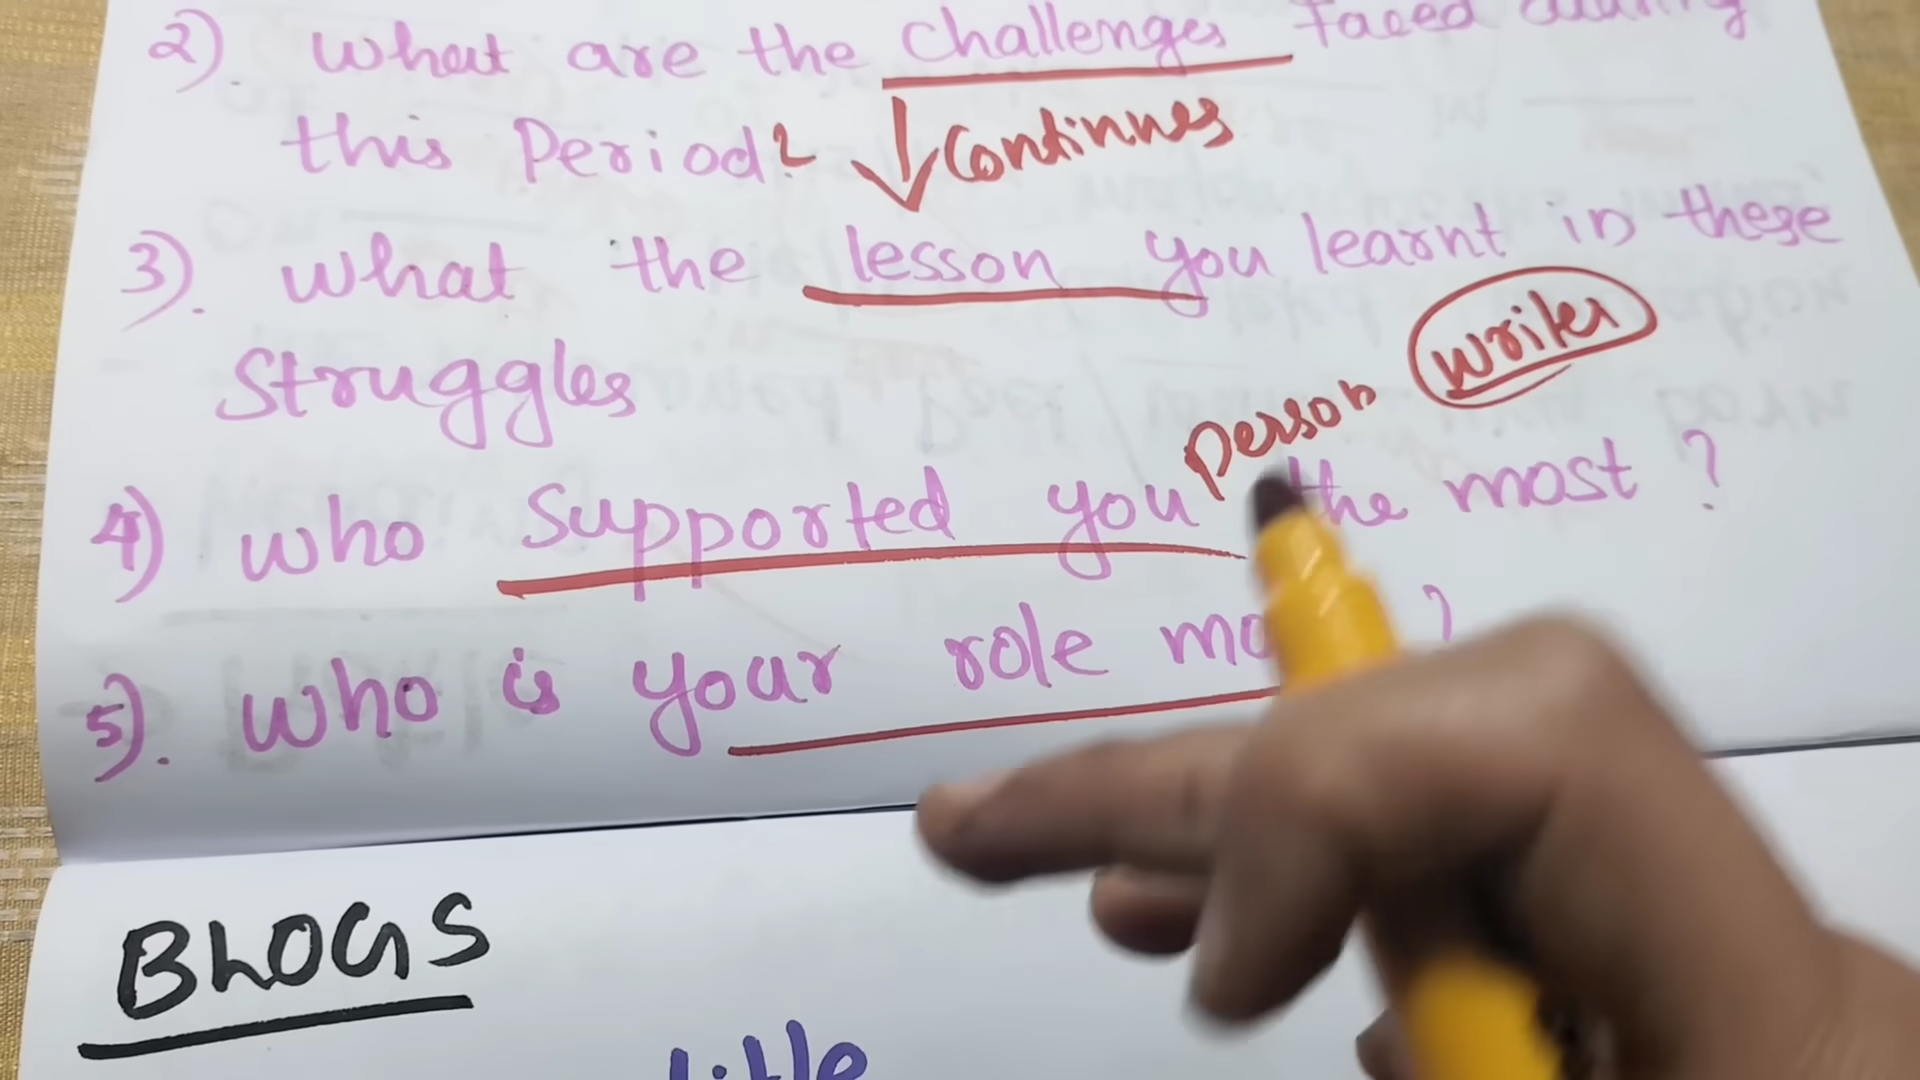 2). What are the challenges faced during
this Period? Continues
3). What the lesson you learnt in these
Struggles
writer
person
4) who supported you the most ?
5). who is your role mo ?
BLOGS
title